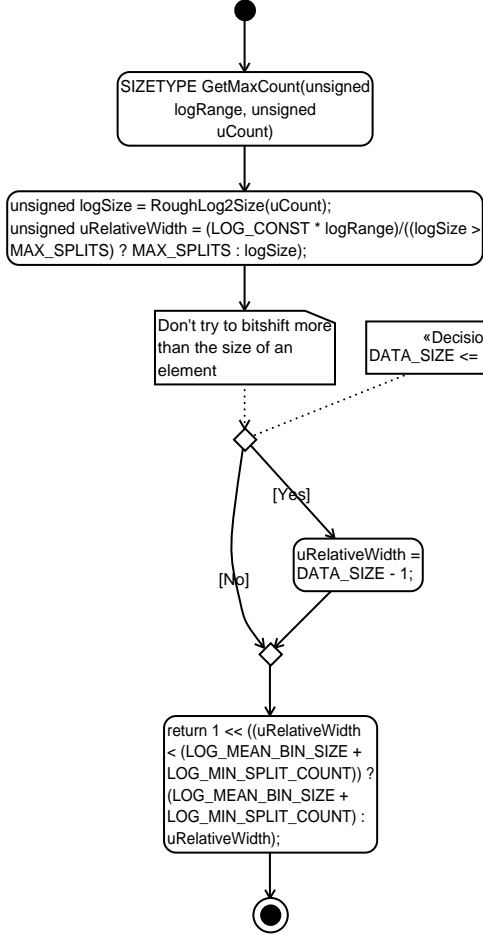 SIZETYPE GetMaxCount(unsigned
logRange, unsigned
uCount)
unsigned logSize = RoughLog2Size(uCount);
unsigned uRelativeWidth = (LOG_CONST * logRange)/((logSize >
MAX_SPLITS) ? MAX_SPLITS : logSize);
Don't try to bitshift more
than the size of an
element
«Decisio
DATA_SIZE <=
[Yes]
uRelativeWidth =
DATA_SIZE - 1;
[No]
return 1 << ((uRelativeWidth
< (LOG_MEAN_BIN_SIZE +
LOG_MIN_SPLIT_COUNT)) ?
(LOG_MEAN_BIN_SIZE +
LOG_MIN_SPLIT_COUNT) :
uRelativeWidth);